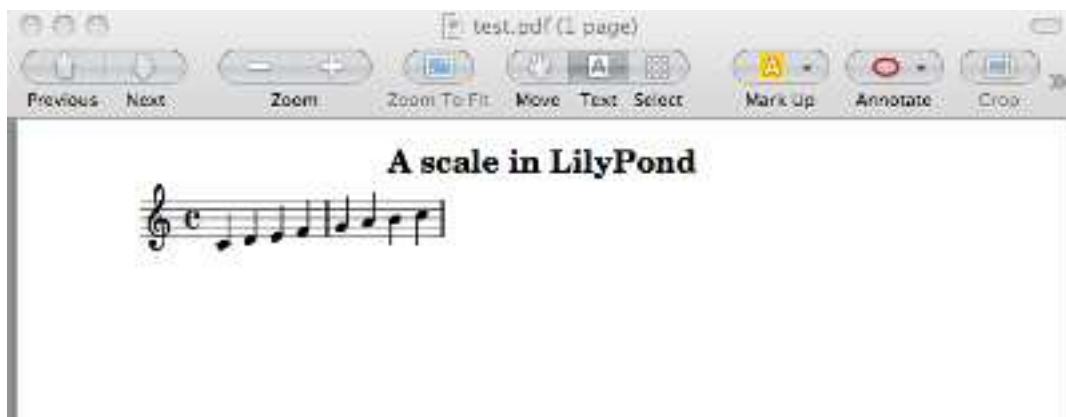 test.pdf (1 page)
Previous Next Zoom Zoom To Fit Move Text Select Mark Up Annotate Crop
A scale in LilyPond